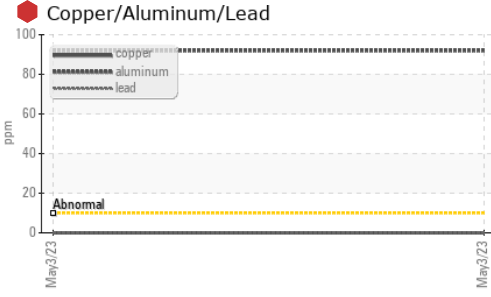 Copper/Aluminum/Lead
100
copper
aluminum
80
lead
60
ppm
40
20
Abnormal
0
May3/23
May3/23